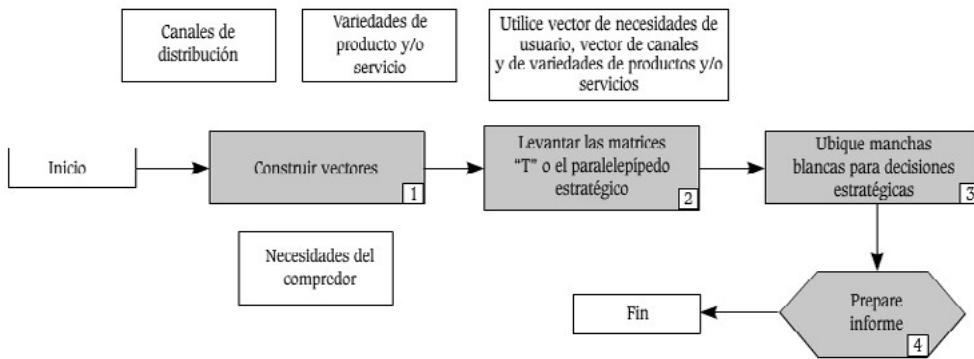 Canales de
distribución
Variedades de
producto y/o
servicio
Utilice vector de necesidades de
usuario, vector de canales
y de variedades de productos y/o
servicios
Inicio
Construir vectores
1
Levantar las matrices
“T” o el paralelepípedo
estratégico
2
Ubique manchas
blancas para decisiones
estratégicas
3
Necesidades del
compredor
Fin
Prepare
informe
4